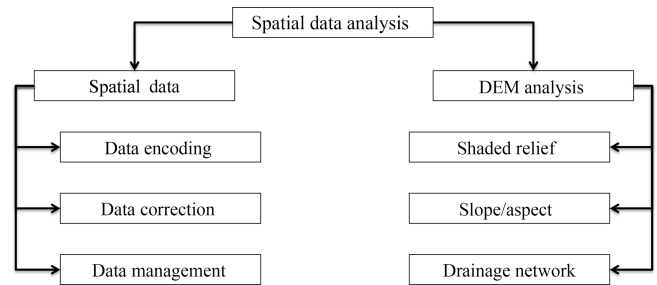 Spatial data analysis
Spatial data
DEM analysis
Data encoding
Shaded relief
Data correction
Slope/aspect
Data management
Drainage network